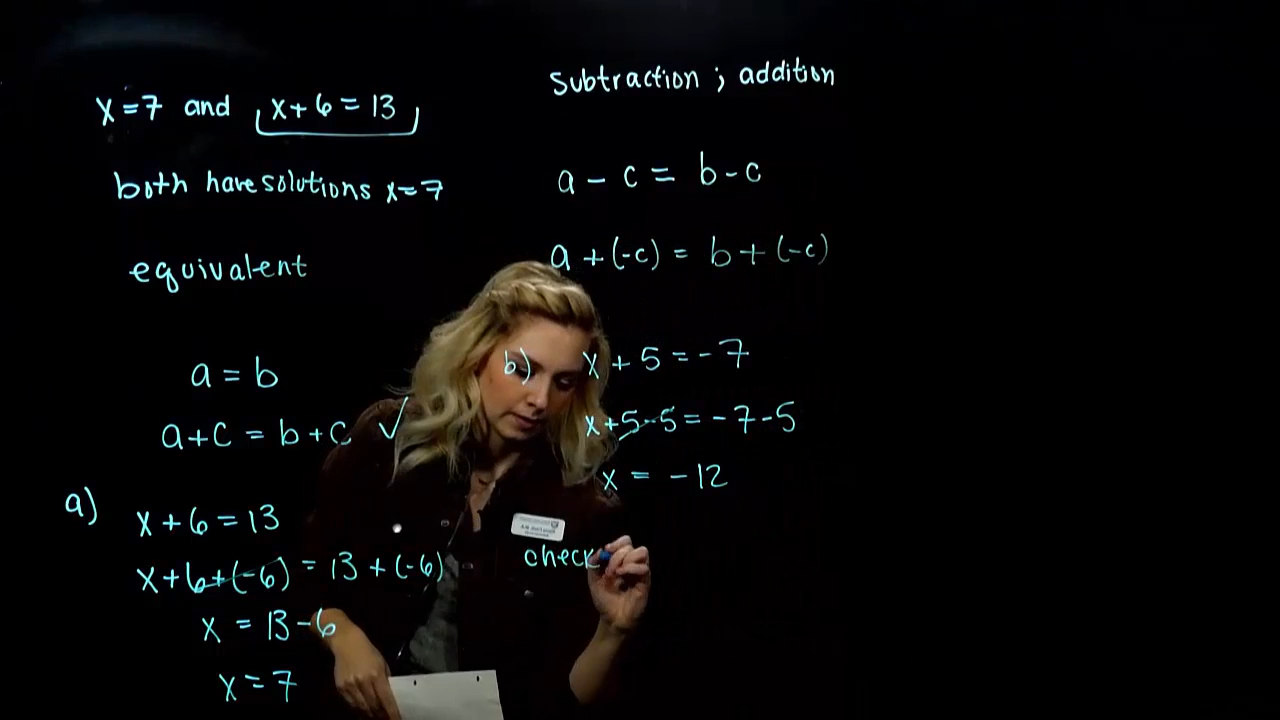 x=7 and x+6=13
both have solutions x=7
equivalent
a=b
a+c=b+c ✓
a) x+6=13
x+6+(-6)=13+(-6)
x=13-6
x=7
subtraction ; addition
a-c=b-c
a+(-c)=b+(-c)
b) x+5=-7
x+5-5=-7-5
x=-12
check